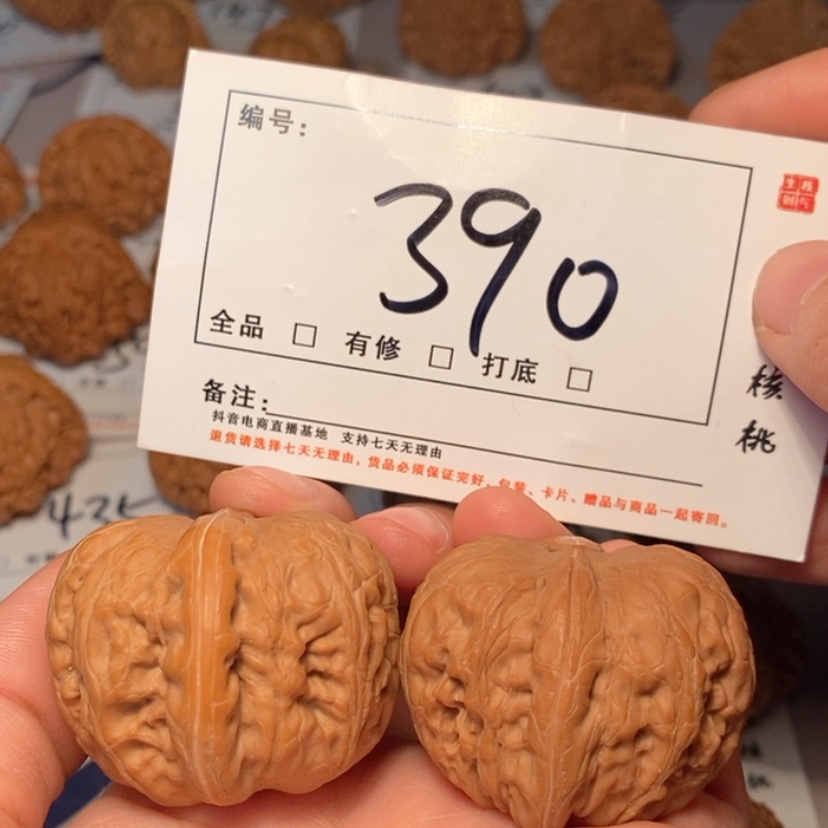 编号:
390
全品 □ 有修 □ 打底 □
备注:
抖音电商直播基地 支持七天无理由
退货请选择七天无理由,货品必须保证完好,包装、卡片、赠品与商品一起寄回。
核桃
435